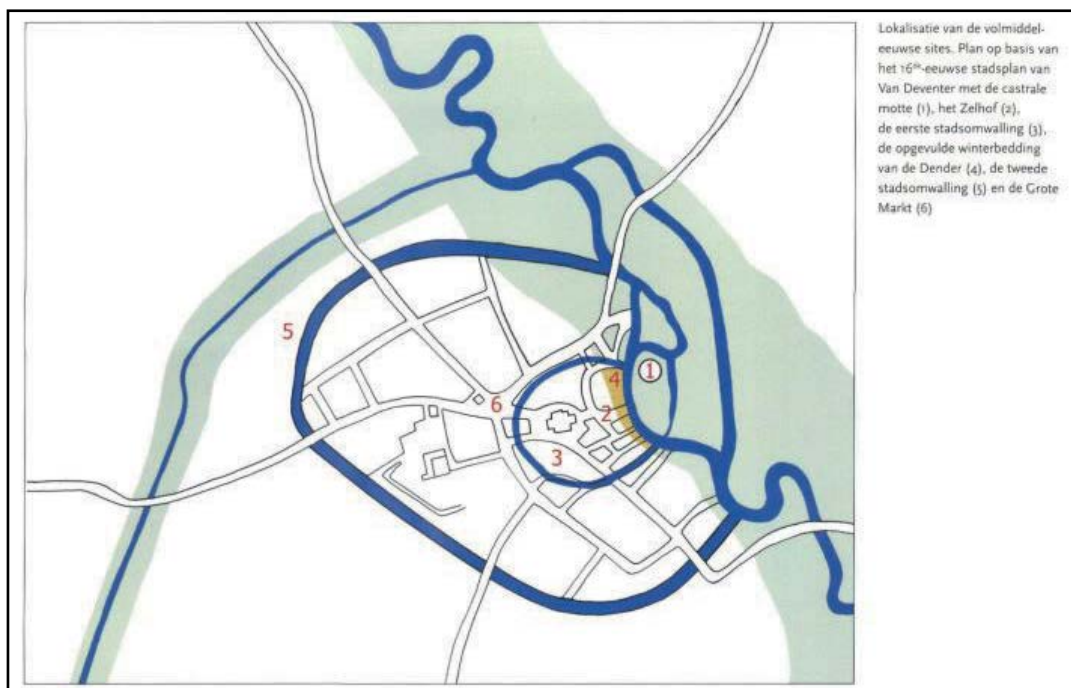 Lokalisatie van de volmiddel-
eeuwse sites. Plan op basis van
het 16de-eeuwse stadsplan van
Van Deventer met de castrale
motte (1), het Zelhof (2),
de eerste stadsomwalling (3),
de opgevulde winterbedding
van de Dender (4), de tweede
stadsomwalling (5) en de Grote
Markt (6)
5
1
4
6
2
3